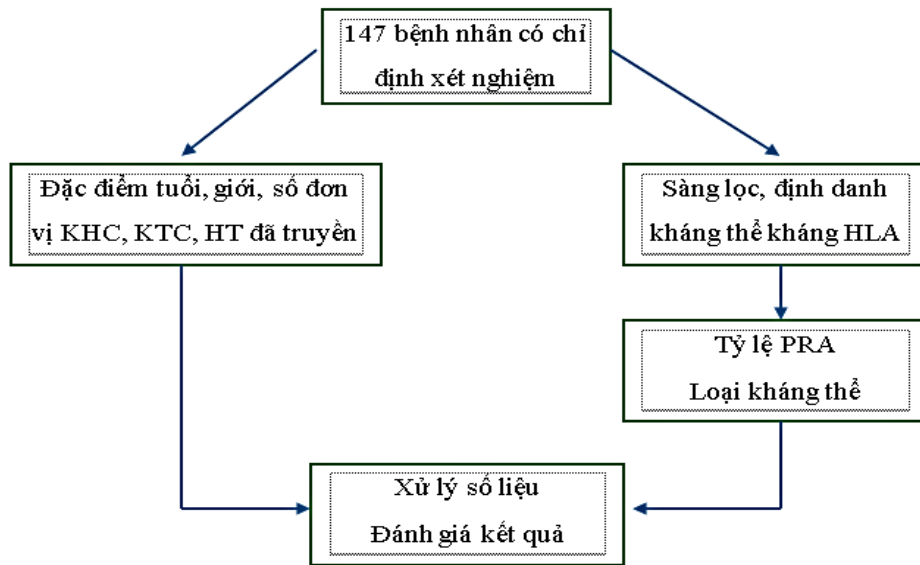 147 bệnh nhân có chỉ
định xét nghiệm
Đặc điểm tuổi, giới, số đơn
vị KHC, KTC, HT đã truyền
Sàng lọc, định danh
kháng thể kháng HLA
Tỷ lệ PRA
Loại kháng thể
Xử lý số liệu
Đánh giá kết quả